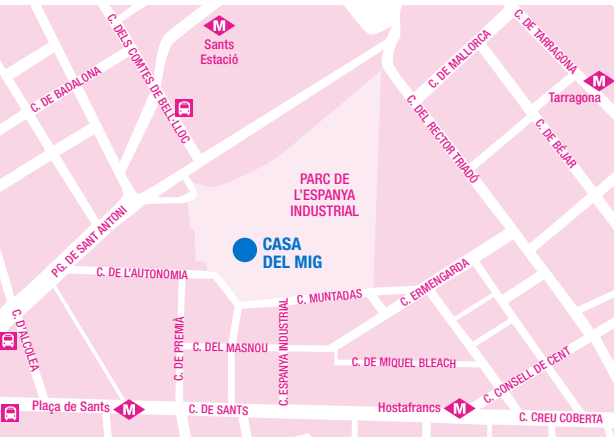 C. DELS COMTES DE BELL-LLOC
M
Sants
Estació
C. DE BADALONA
C. DE MALLORCA
C. DE TARRAGONA
M
Tarragona
C. DEL RECTOR TRIADÓ
C. DE BÉJAR
PARC DE
L'ESPANYA
INDUSTRIAL
PG. DE SANT ANTONI
CASA
DEL MIG
C. DE L'AUTONOMIA
C. ERMENGARDA
C. MUNTADAS
C. D'ALCOLEA
C. DE PREMIÀ
C. DEL MASNOU
C. ESPANYA INDUSTRIAL
C. DE MIQUEL BLEACH
C. CONSELL DE CENT
Plaça de Sants M
C. DE SANTS
Hostafrancs M
C. CREU COBERTA